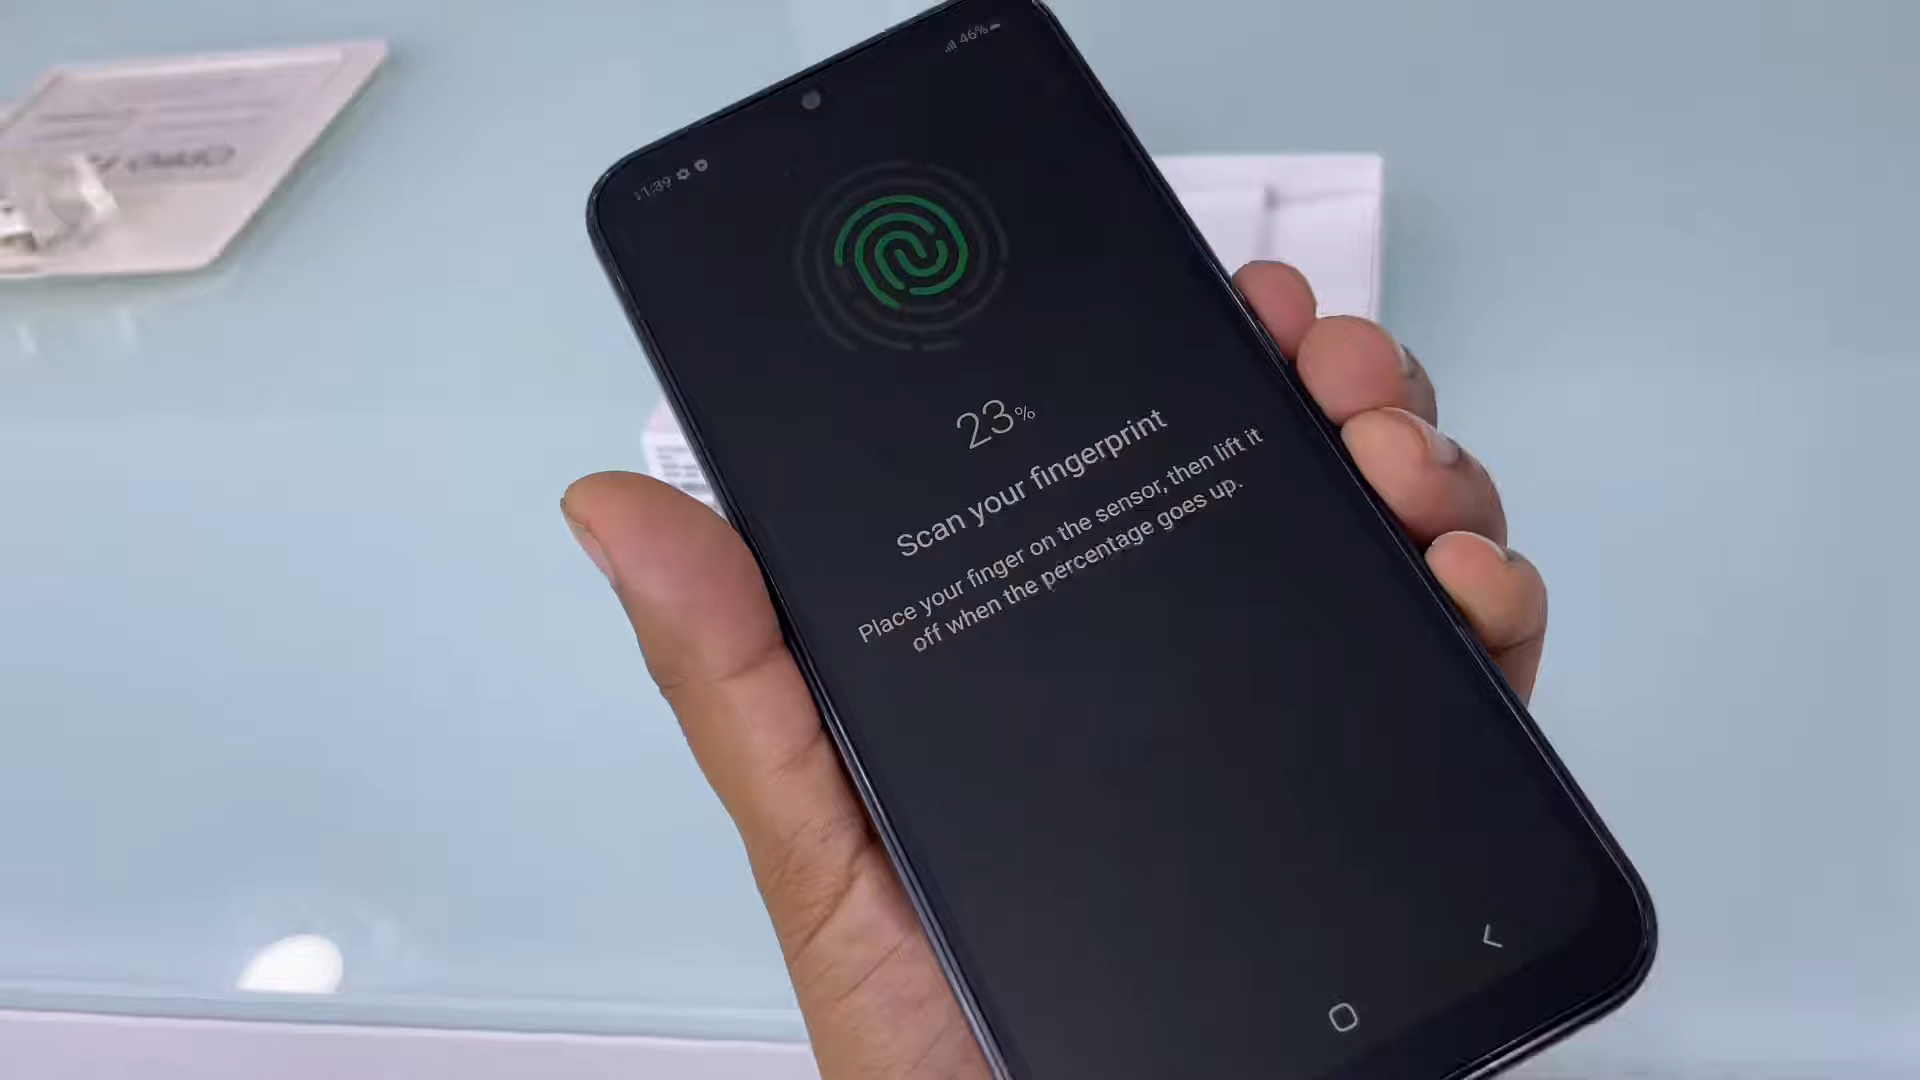 11:39
46%
23%
Scan your fingerprint
Place your finger on the sensor, then lift it
off when the percentage goes up.